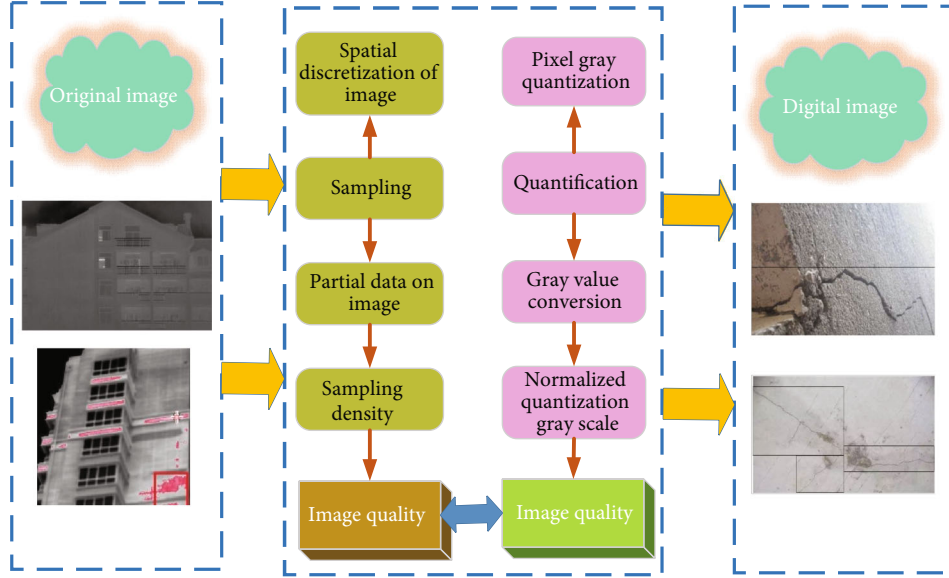 Original image
Spatial
discretization of
image
Sampling
Partial data on
image
Sampling
density
Image quality
Pixel gray
quantization
Quantification
Gray value
conversion
Normalized
quantization
gray scale
Image quality
Digital image